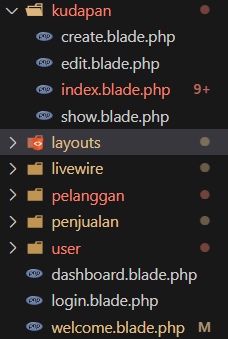 kudapan
create.blade.php
edit.blade.php
index.blade.php 9+
show.blade.php
layouts
livewire
pelanggan
penjualan
user
dashboard.blade.php
login.blade.php
welcome.blade.php M